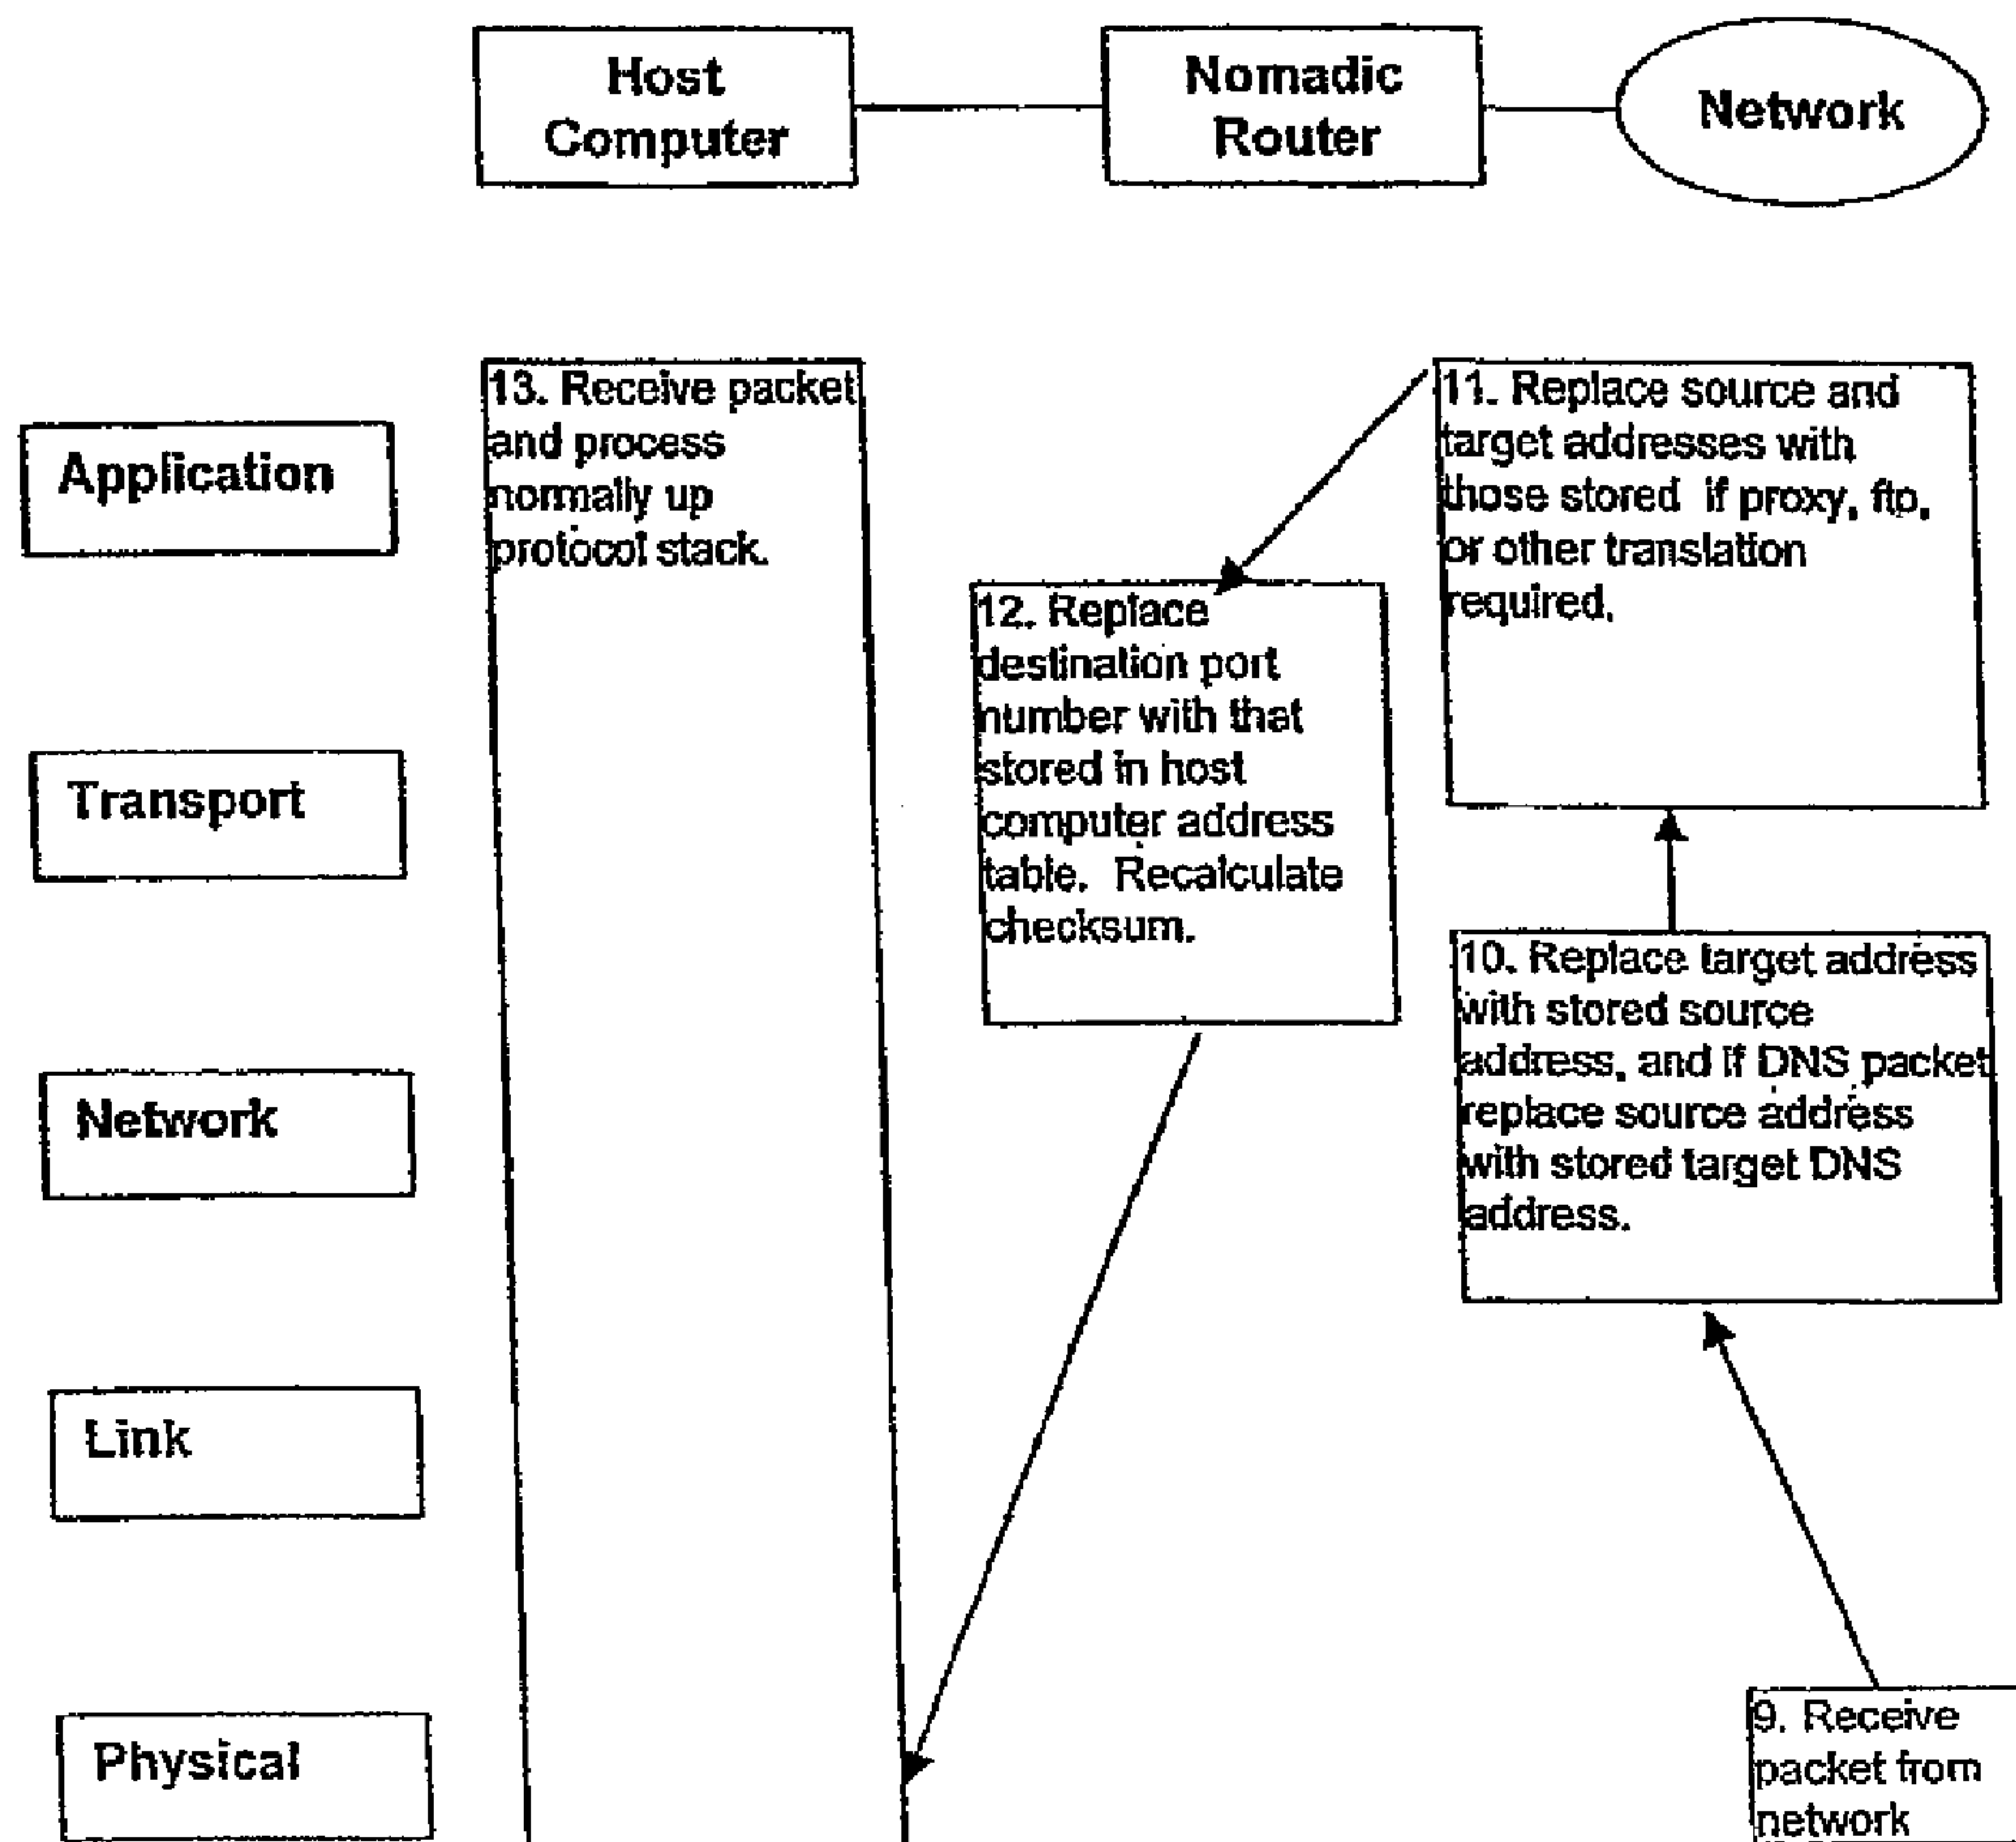 Host
Computer
Nomadic
Router
Network
Application
Transport
Network
Link
Physical
13. Receive packet
and process
normally up
protocol stack.
12. Replace
destination port
number with that
stored in host
computer address
table. Recalculate
checksum.
11. Replace source and
target addresses with
those stored if proxy, ftp,
or other translation
required.
10. Replace target address
with stored source
address, and if DNS packet
replace source address
with stored target DNS
address.
9. Receive
packet from
network